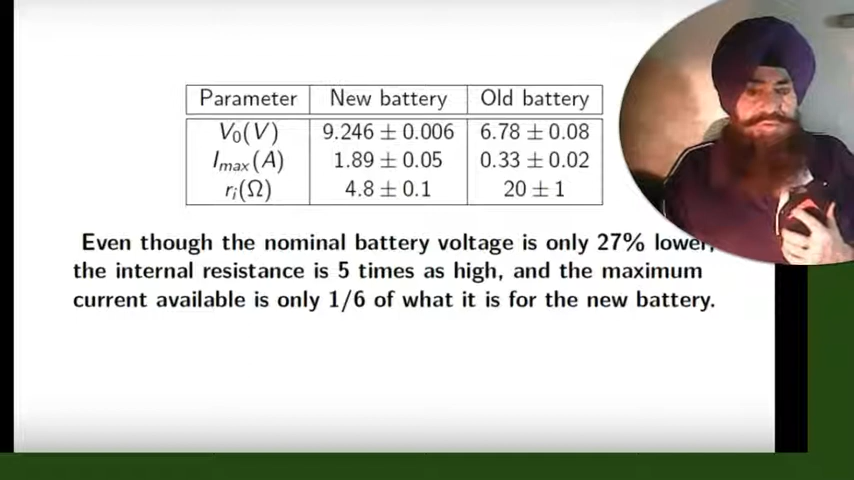 Parameter New battery Old battery
V₀(V) 9.246 ± 0.006 6.78 ± 0.08
Iₘₐₓ(A) 1.89 ± 0.05 0.33 ± 0.02
rᵢ(Ω) 4.8 ± 0.1 20 ± 1
Even though the nominal battery voltage is only 27% lower,
the internal resistance is 5 times as high, and the maximum
current available is only 1/6 of what it is for the new battery.